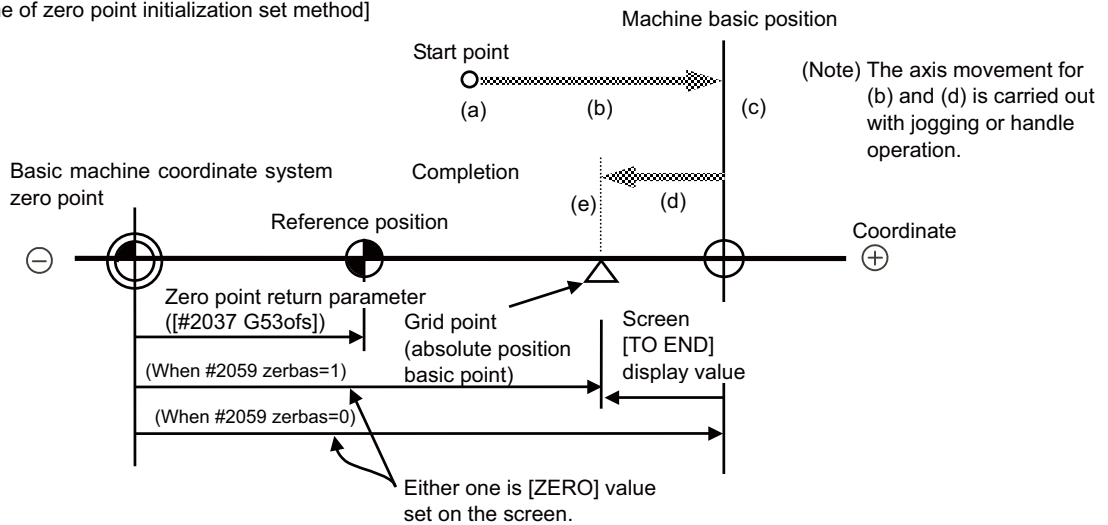 e of zero point initialization set method]
Machine basic position
Start point
(a)
(b)
(c)
(Note) The axis movement for
(b) and (d) is carried out
with jogging or handle
operation.
Basic machine coordinate system
zero point
Completion
(e)
(d)
Reference position
Coordinate
−
+
Zero point return parameter
([#2037 G53ofs])
Grid point
(absolute position
basic point)
Screen
[TO END]
display value
(When #2059 zerbas=1)
(When #2059 zerbas=0)
Either one is [ZERO] value
set on the screen.